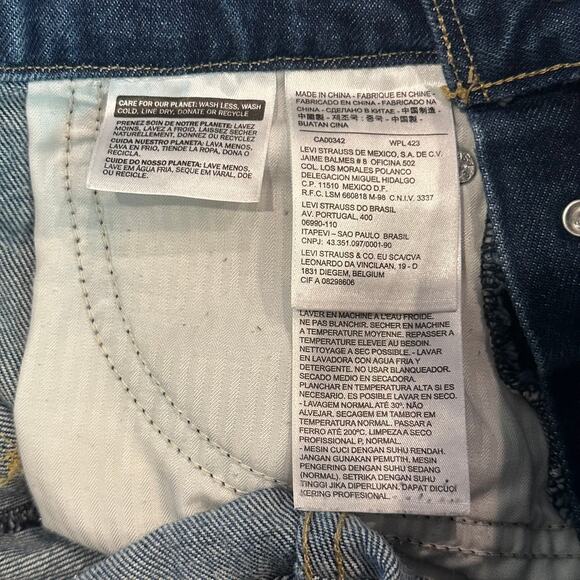 CARE FOR OUR PLANET: WASH LESS, WASH
COLD, LINE DRY, DONATE OR RECYCLE
PRENEZ SOIN DE NOTRE PLANETE: LAVEZ
MOINS, LAVEZ A FROID, LAISSEZ SECHER
NATURELLEMENT, DONNEZ OU RECYCLEZ
CUIDA NUESTRO PLANETA: LAVA MENOS,
LAVA EN FRIO, TIENDE LA ROPA, DONA O
RECICLA
CUIDE DO NOSSO PLANETA: LAVE MENOS,
LAVE EM AGUA FRIA, SEQUE EM VARAL, DOE
OU RECICLE.
MADE IN CHINA - FABRIQUE EN CHINE -
FABRICADO EN CHINA - FABRICADO NA
CHINA - СДЕЛАНО В КИТАЕ - 中国制造 -
中國製 - 제조국: 중국 - 中国製 -
BUATAN CINA
CA00342 WPL 423
LEVI STRAUSS DE MEXICO, S.A. DE C.V.
JAIME BALMES # 8 OFICINA 502
COL. LOS MORALES POLANCO
DELEGACION MIGUEL HIDALGO
C.P. 11510 MEXICO D.F.
R.F.C. LSM 660818 M-98 C.N.I.V. 3337
LEVI STRAUSS DO BRASIL
AV. PORTUGAL, 400
06990-110
ITAPEVI - SAO PAULO BRASIL
CNPJ: 43.351.097/0001-90
LEVI STRAUSS & CO. EU SCA/CVA
LEONARDO DA VINCILAAN, 19 - D
1831 DIEGEM, BELGIUM
CIF A 08298606
LAVER EN MACHINE A L'EAU FROIDE.
NE PAS BLANCHIR. SECHER EN MACHINE
A TEMPERATURE MOYENNE. REPASSER A
TEMPERATURE ELEVEE AU BESOIN.
NETTOYAGE A SEC POSSIBLE. - LAVAR
EN LAVADORA CON AGUA FRIA Y
DETERGENTE. NO USAR BLANQUEADOR.
SECADO MEDIO EN SECADORA.
PLANCHAR EN TEMPERATURA ALTA SI ES
NECESARIO. ES POSIBLE LAVAR EN SECO.
- LAVAGEM NORMAL ATÉ 30º. NÃO
ALVEJAR. SECAGEM EM TAMBOR EM
TEMPERATURA NORMAL. PASSAR A
FERRO ATÉ 200ºC. LIMPEZA A SECO
PROFISSIONAL P, NORMAL.
- MESIN CUCI DENGAN SUHU RENDAH.
JANGAN GUNAKAN PEMUTIH. MESIN
PENGERING DENGAN SUHU SEDANG
(NORMAL). SETRIKA DENGAN SUHU
TINGGI JIKA DIPERLUKAN. DAPAT DICUCI
KERING PROFESIONAL.